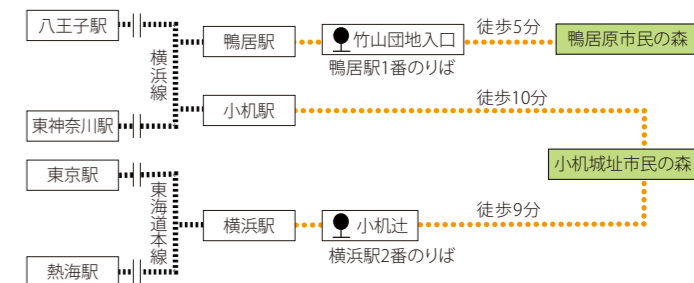 八王子駅
横浜線
東神奈川駅
鴨居駅
竹山団地入口
鴨居駅1番のりば
徒歩5分
鴨居原市民の森
小机駅
徒歩10分
小机城址市民の森
東京駅
東海道本線
熱海駅
横浜駅
小机辻
横浜駅2番のりば
徒歩9分